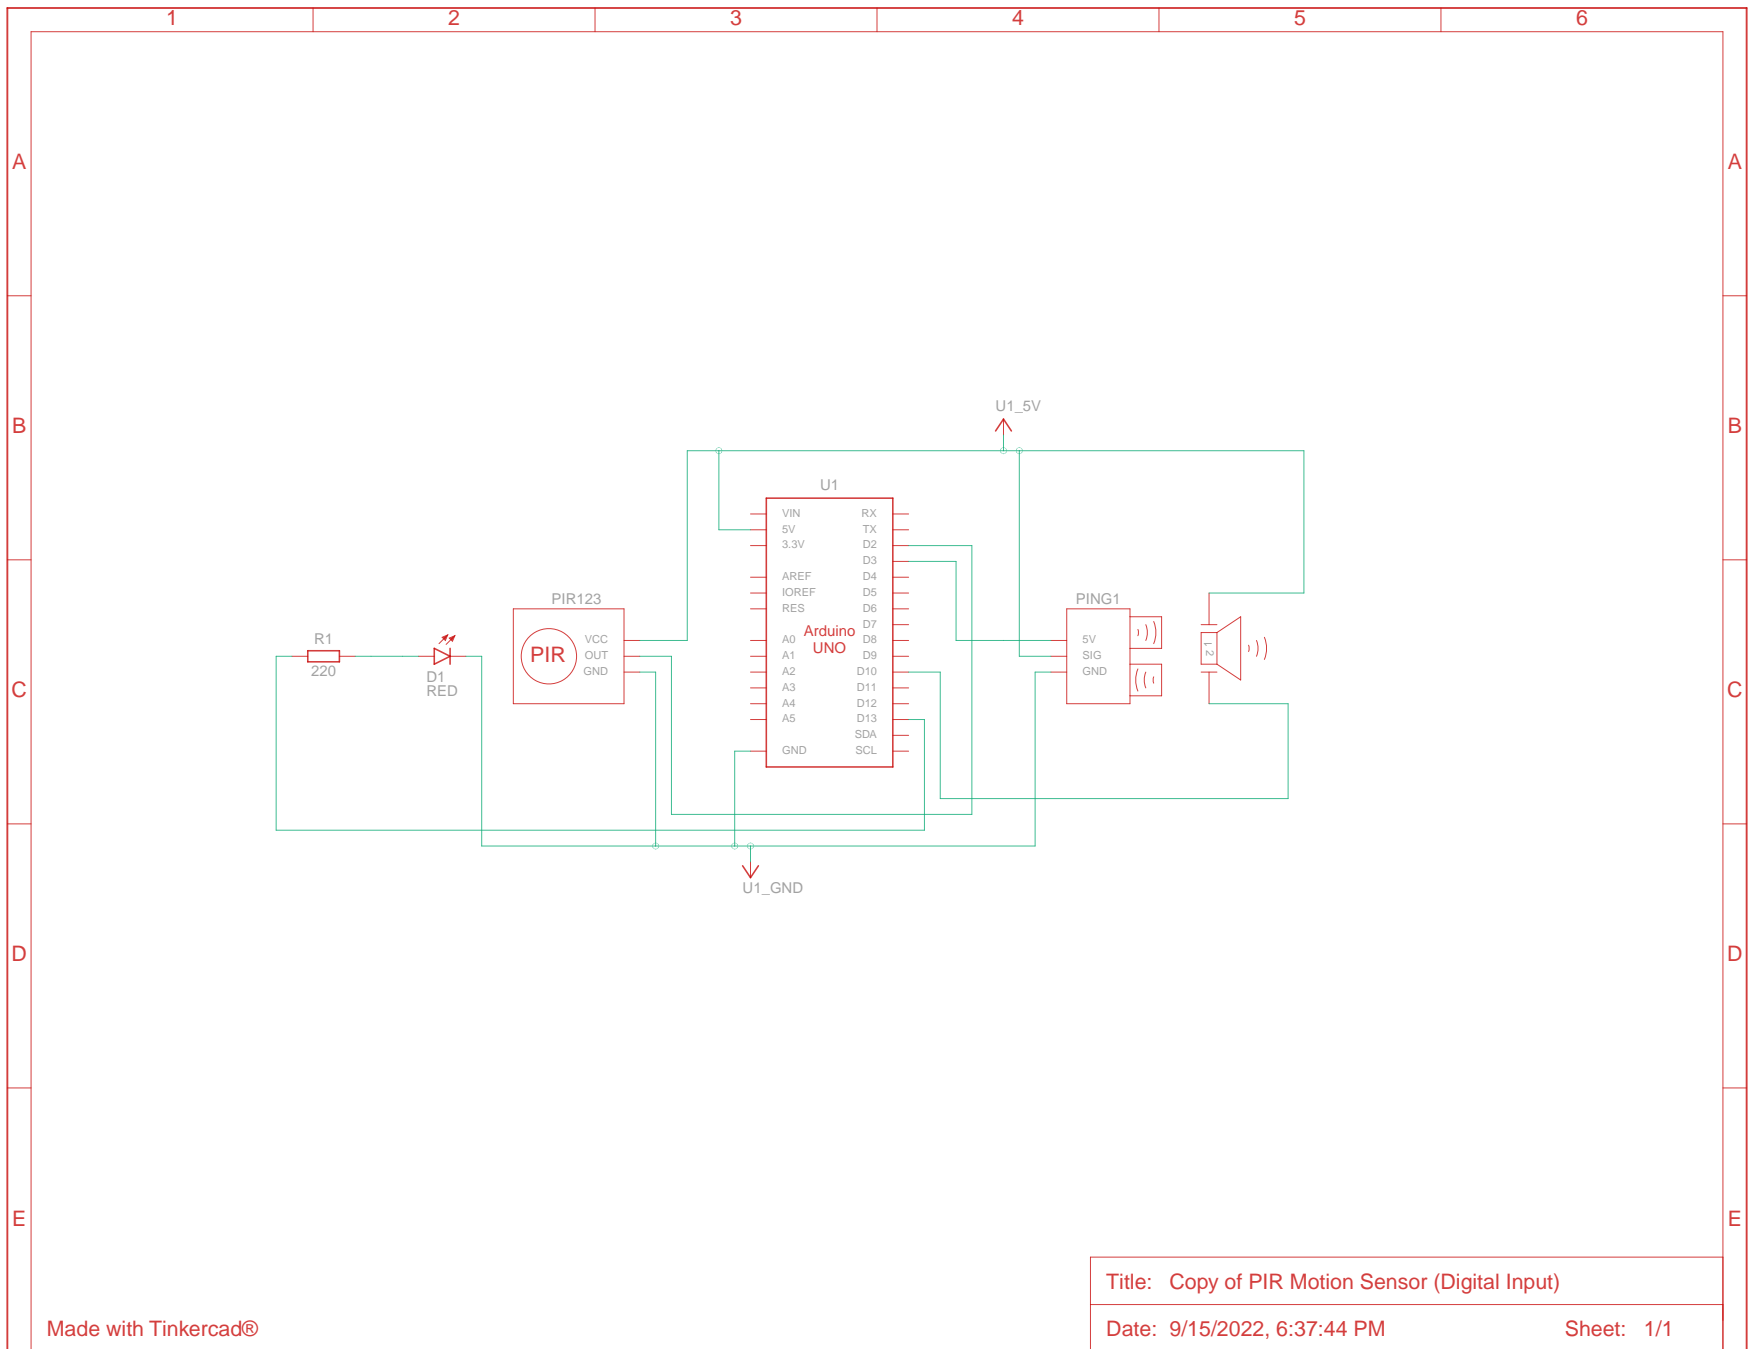 1 2 3 4 5 6
A A
B B
C C
D D
E E
U1_5V
U1
VIN RX
5V TX
3.3V D2
D3
AREF D4
IOREF D5
RES D6
D7
A0 D8
A1 D9
A2 D10
A3 D11
A4 D12
A5 D13
SDA
GND SCL
Arduino
UNO
PIR123
PIR
VCC
OUT
GND
R1
220
D1
RED
PING1
5V
SIG
GND
1 2
U1_GND
Title: Copy of PIR Motion Sensor (Digital Input)
Made with Tinkercad®
Date: 9/15/2022, 6:37:44 PM Sheet: 1/1